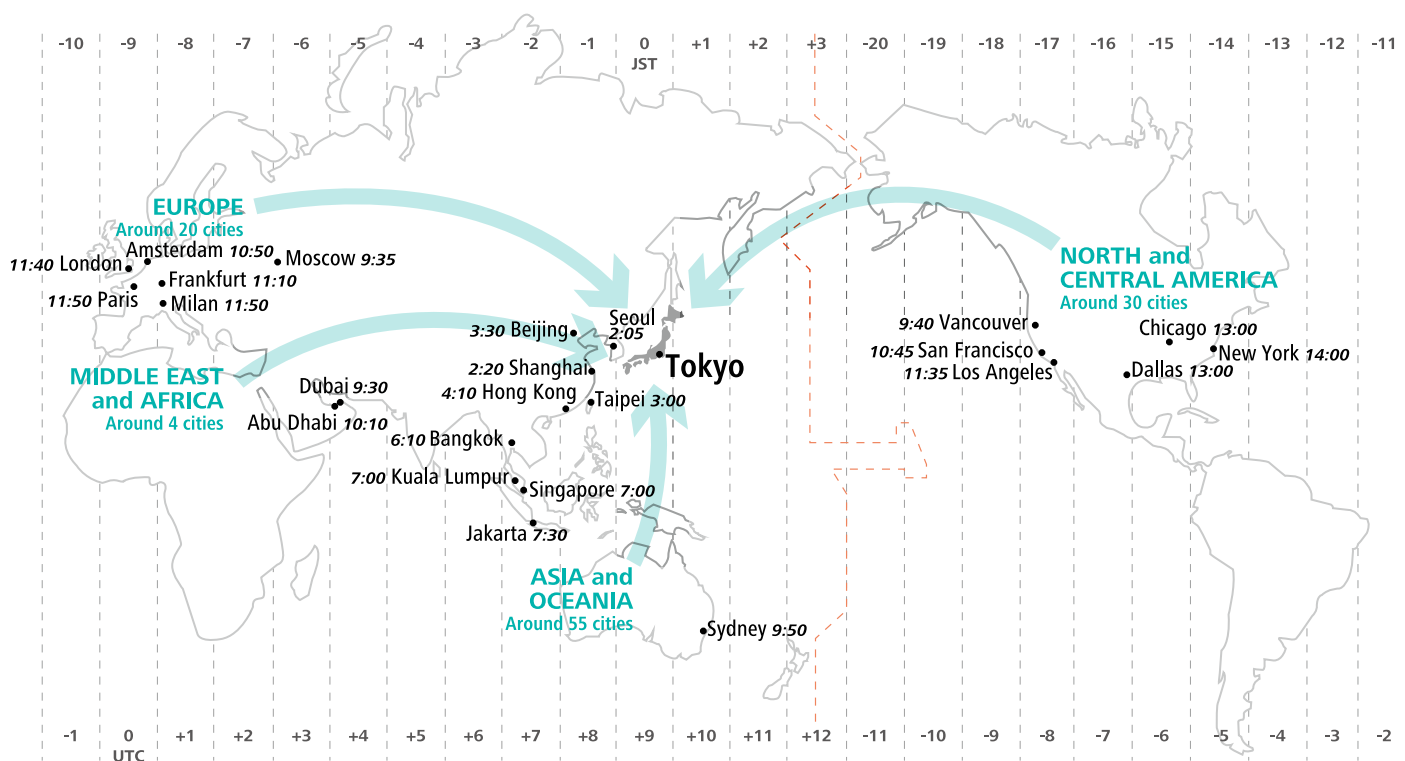 -10 -9 -8 -7 -6 -5 -4 -3 -2 -1 0 +1 +2 +3 -20 -19 -18 -17 -16 -15 -14 -13 -12 -11
JST
EUROPE
Around 20 cities
Amsterdam 10:50
11:40 London
Moscow 9:35
Frankfurt 11:10
11:50 Paris
Milan 11:50
NORTH and
CENTRAL AMERICA
Around 30 cities
Seoul
2:05
3:30 Beijing
Tokyo
2:20 Shanghai
4:10 Hong Kong
Taipei 3:00
9:40 Vancouver
Chicago 13:00
10:45 San Francisco
New York 14:00
11:35 Los Angeles
Dallas 13:00
MIDDLE EAST
and AFRICA
Around 4 cities
Dubai 9:30
Abu Dhabi 10:10
6:10 Bangkok
7:00 Kuala Lumpur
Singapore 7:00
Jakarta 7:30
ASIA and
OCEANIA
Around 55 cities
Sydney 9:50
-1 0 +1 +2 +3 +4 +5 +6 +7 +8 +9 +10 +11 +12 -11 -10 -9 -8 -7 -6 -5 -4 -3 -2
UTC